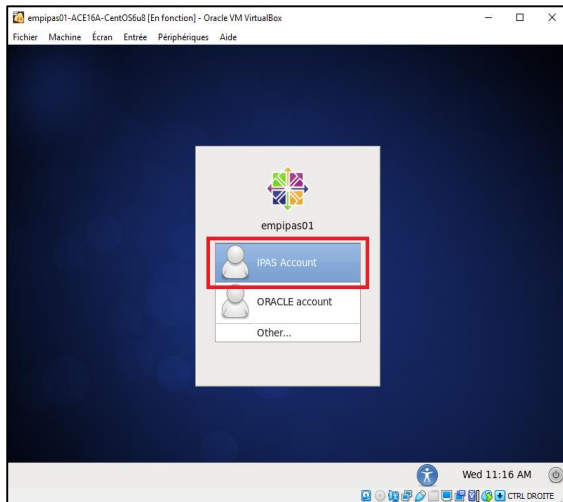 empipas01-ACE16A-CentOS6u8 [En fonction] - Oracle VM VirtualBox
Fichier Machine Écran Entrée Périphériques Aide
empipas01
IPAS Account
ORACLE account
Other...
Wed 11:16 AM
CTRL DROITE